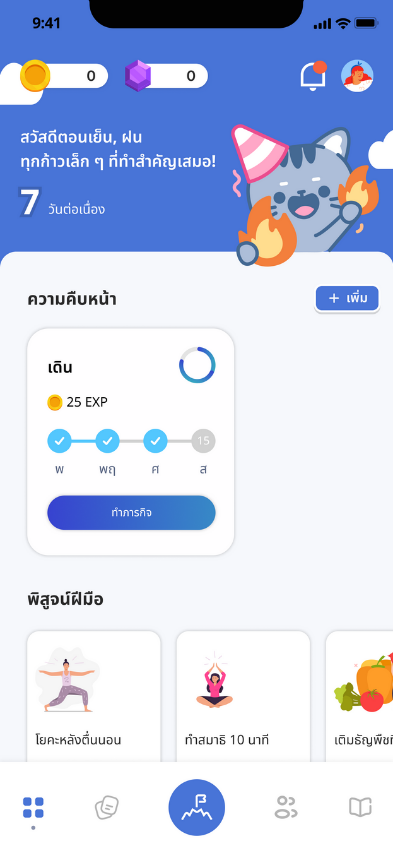 9:41
0 0
สวัสดีตอนเย็น, ฝน
ทุกก้าวเล็ก ๆ ที่ทำสำคัญเสมอ!
7 วันต่อเนื่อง
ความคืบหน้า
+ เพิ่ม
เดิน
25 EXP
15
พ พฤ ศ ส
ทำภารกิจ
พิสูจน์ฝีมือ
โยคะหลังตื่นนอน ทำสมาธิ 10 นาที เติมธัญพืช